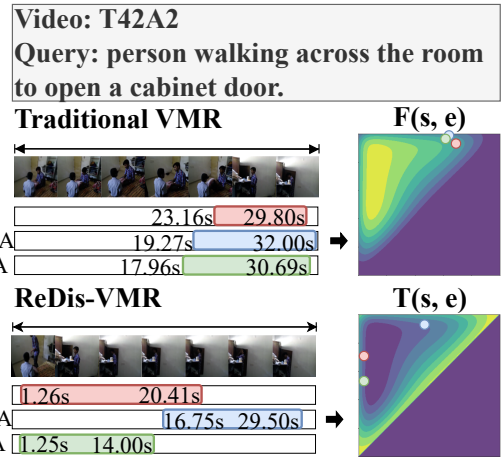 Video: T42A2
Query: person walking across the room
to open a cabinet door.
Traditional VMR
F(s, e)
23.16s 29.80s
A 19.27s 32.00s
A 17.96s 30.69s
ReDis-VMR
T(s, e)
1.26s 20.41s
A 16.75s 29.50s
A 1.25s 14.00s